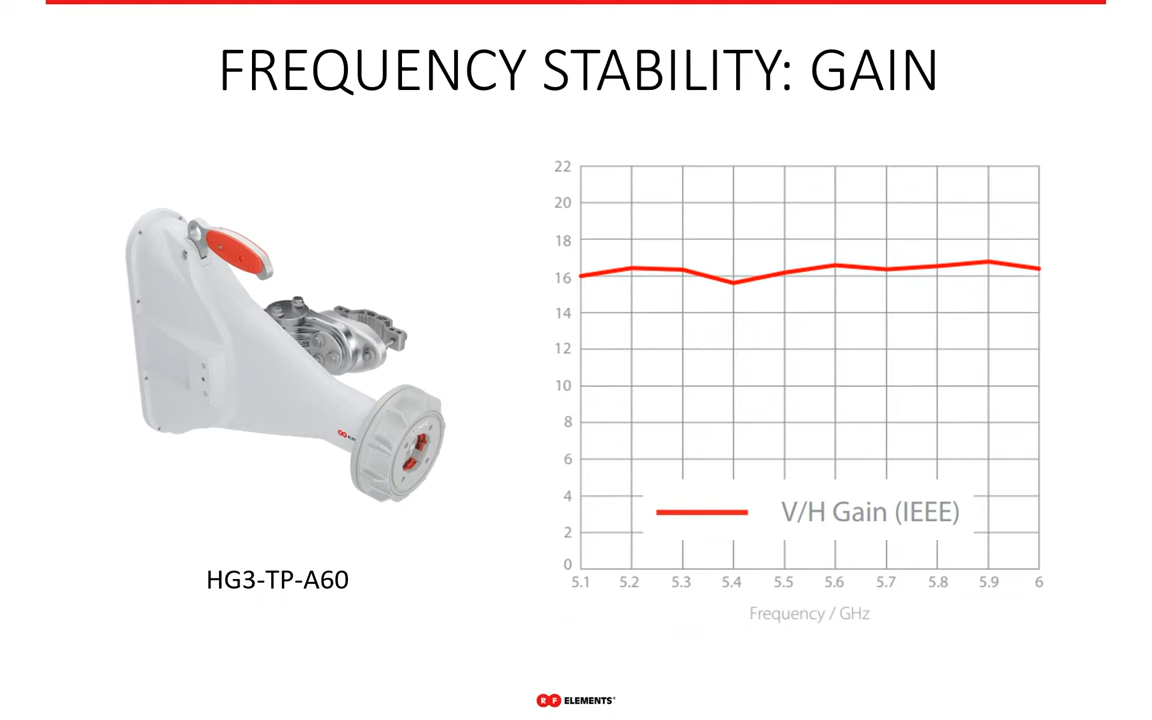 FREQUENCY STABILITY: GAIN
HG3-TP-A60
22
20
18
16
14
12
10
8
6
4
2
0
V/H Gain (IEEE)
5.1 5.2 5.3 5.4 5.5 5.6 5.7 5.8 5.9 6
Frequency / GHz
RF ELEMENTS